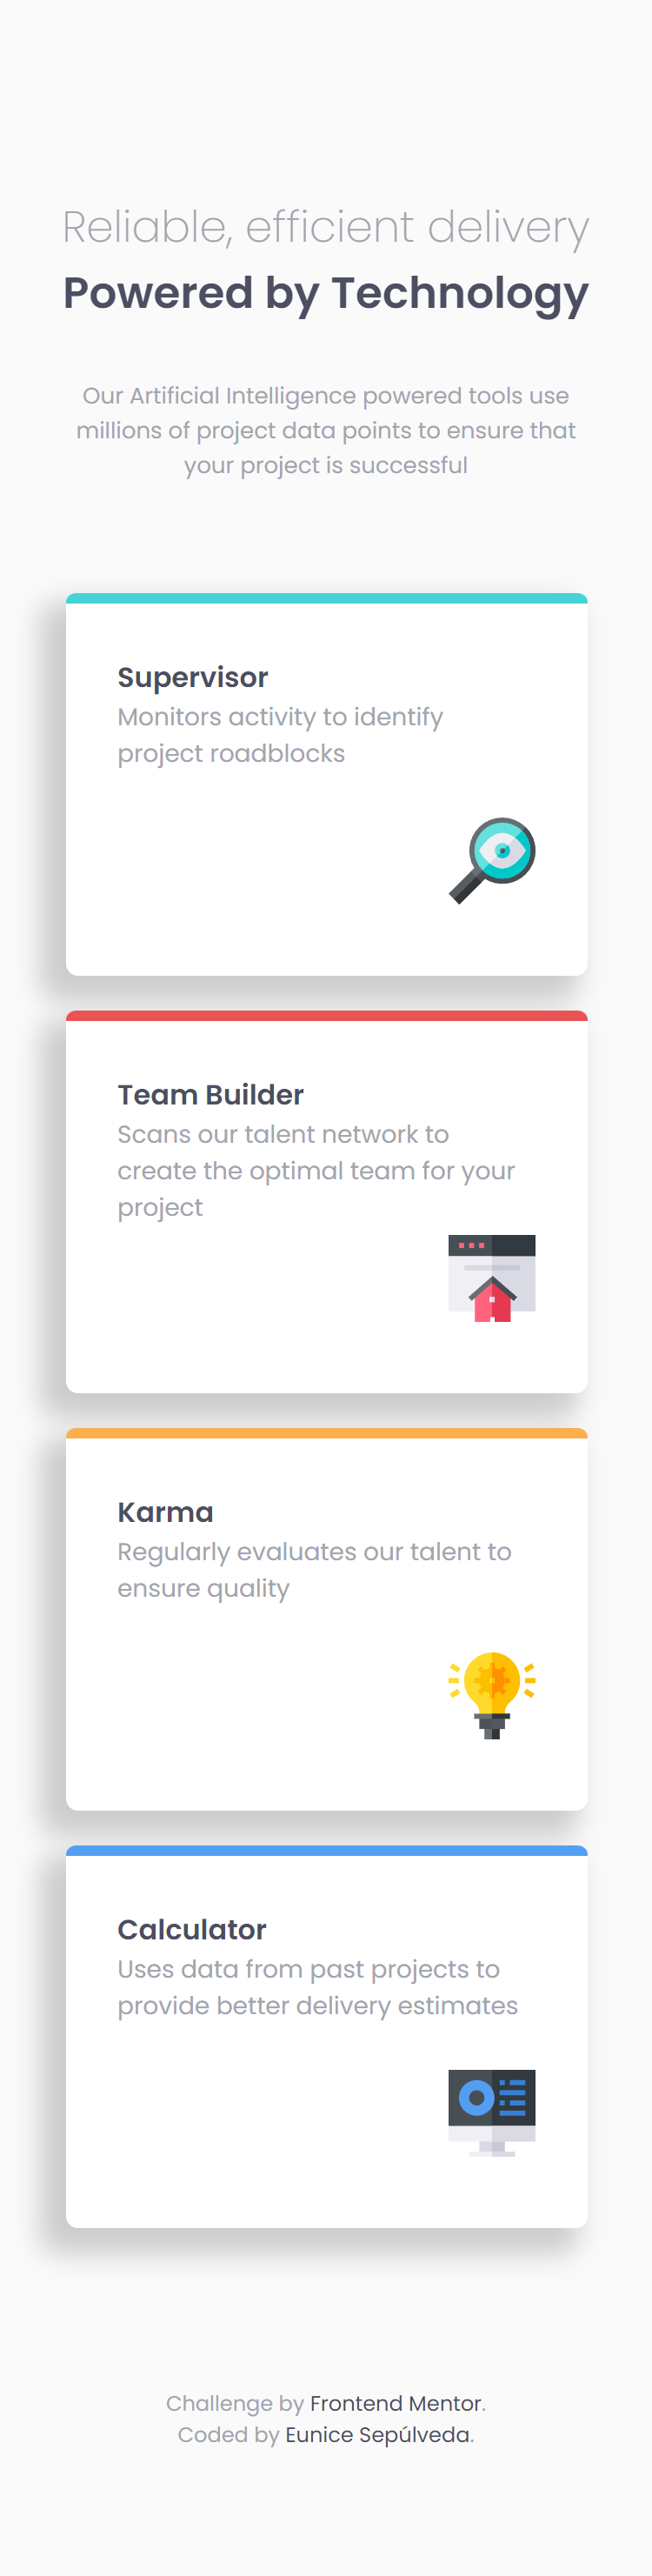 Reliable, efficient delivery
Powered by Technology
Our Artificial Intelligence powered tools use
millions of project data points to ensure that
your project is successful
Supervisor
Monitors activity to identify
project roadblocks
Team Builder
Scans our talent network to
create the optimal team for your
project
Karma
Regularly evaluates our talent to
ensure quality
Calculator
Uses data from past projects to
provide better delivery estimates
Challenge by Frontend Mentor.
Coded by Eunice Sepúlveda.